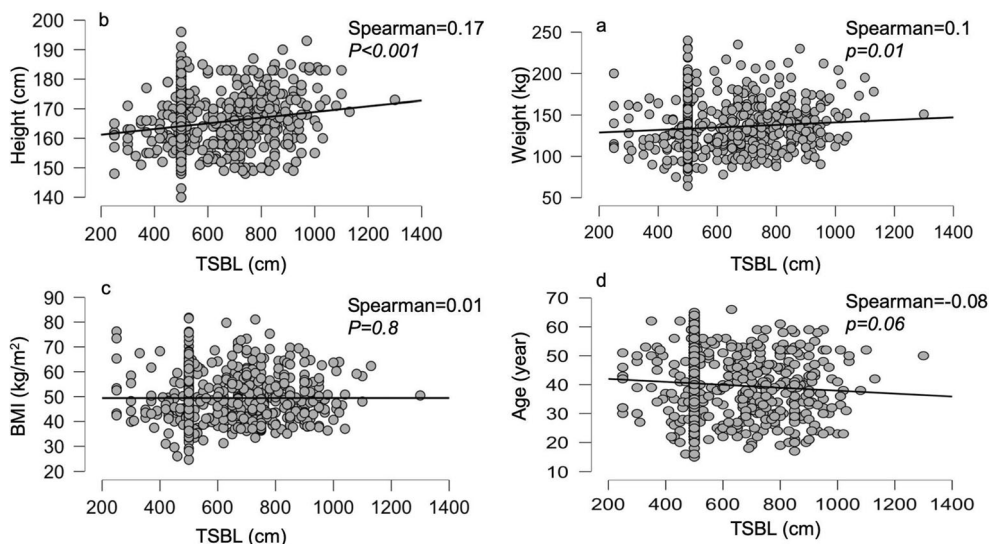 b
Spearman=0.17
P<0.001
Height (cm)
200
190
180
170
160
150
140
200 400 600 800 1000 1200 1400
TSBL (cm)
a
Spearman=0.1
p=0.01
Weight (kg)
250
200
150
100
50
200 400 600 800 1000 1200 1400
TSBL (cm)
c
Spearman=0.01
P=0.8
BMI (kg/m²)
90
80
70
60
50
40
30
20
200 400 600 800 1000 1200 1400
TSBL (cm)
d
Spearman=-0.08
p=0.06
Age (year)
70
60
50
40
30
20
10
200 400 600 800 1000 1200 1400
TSBL (cm)